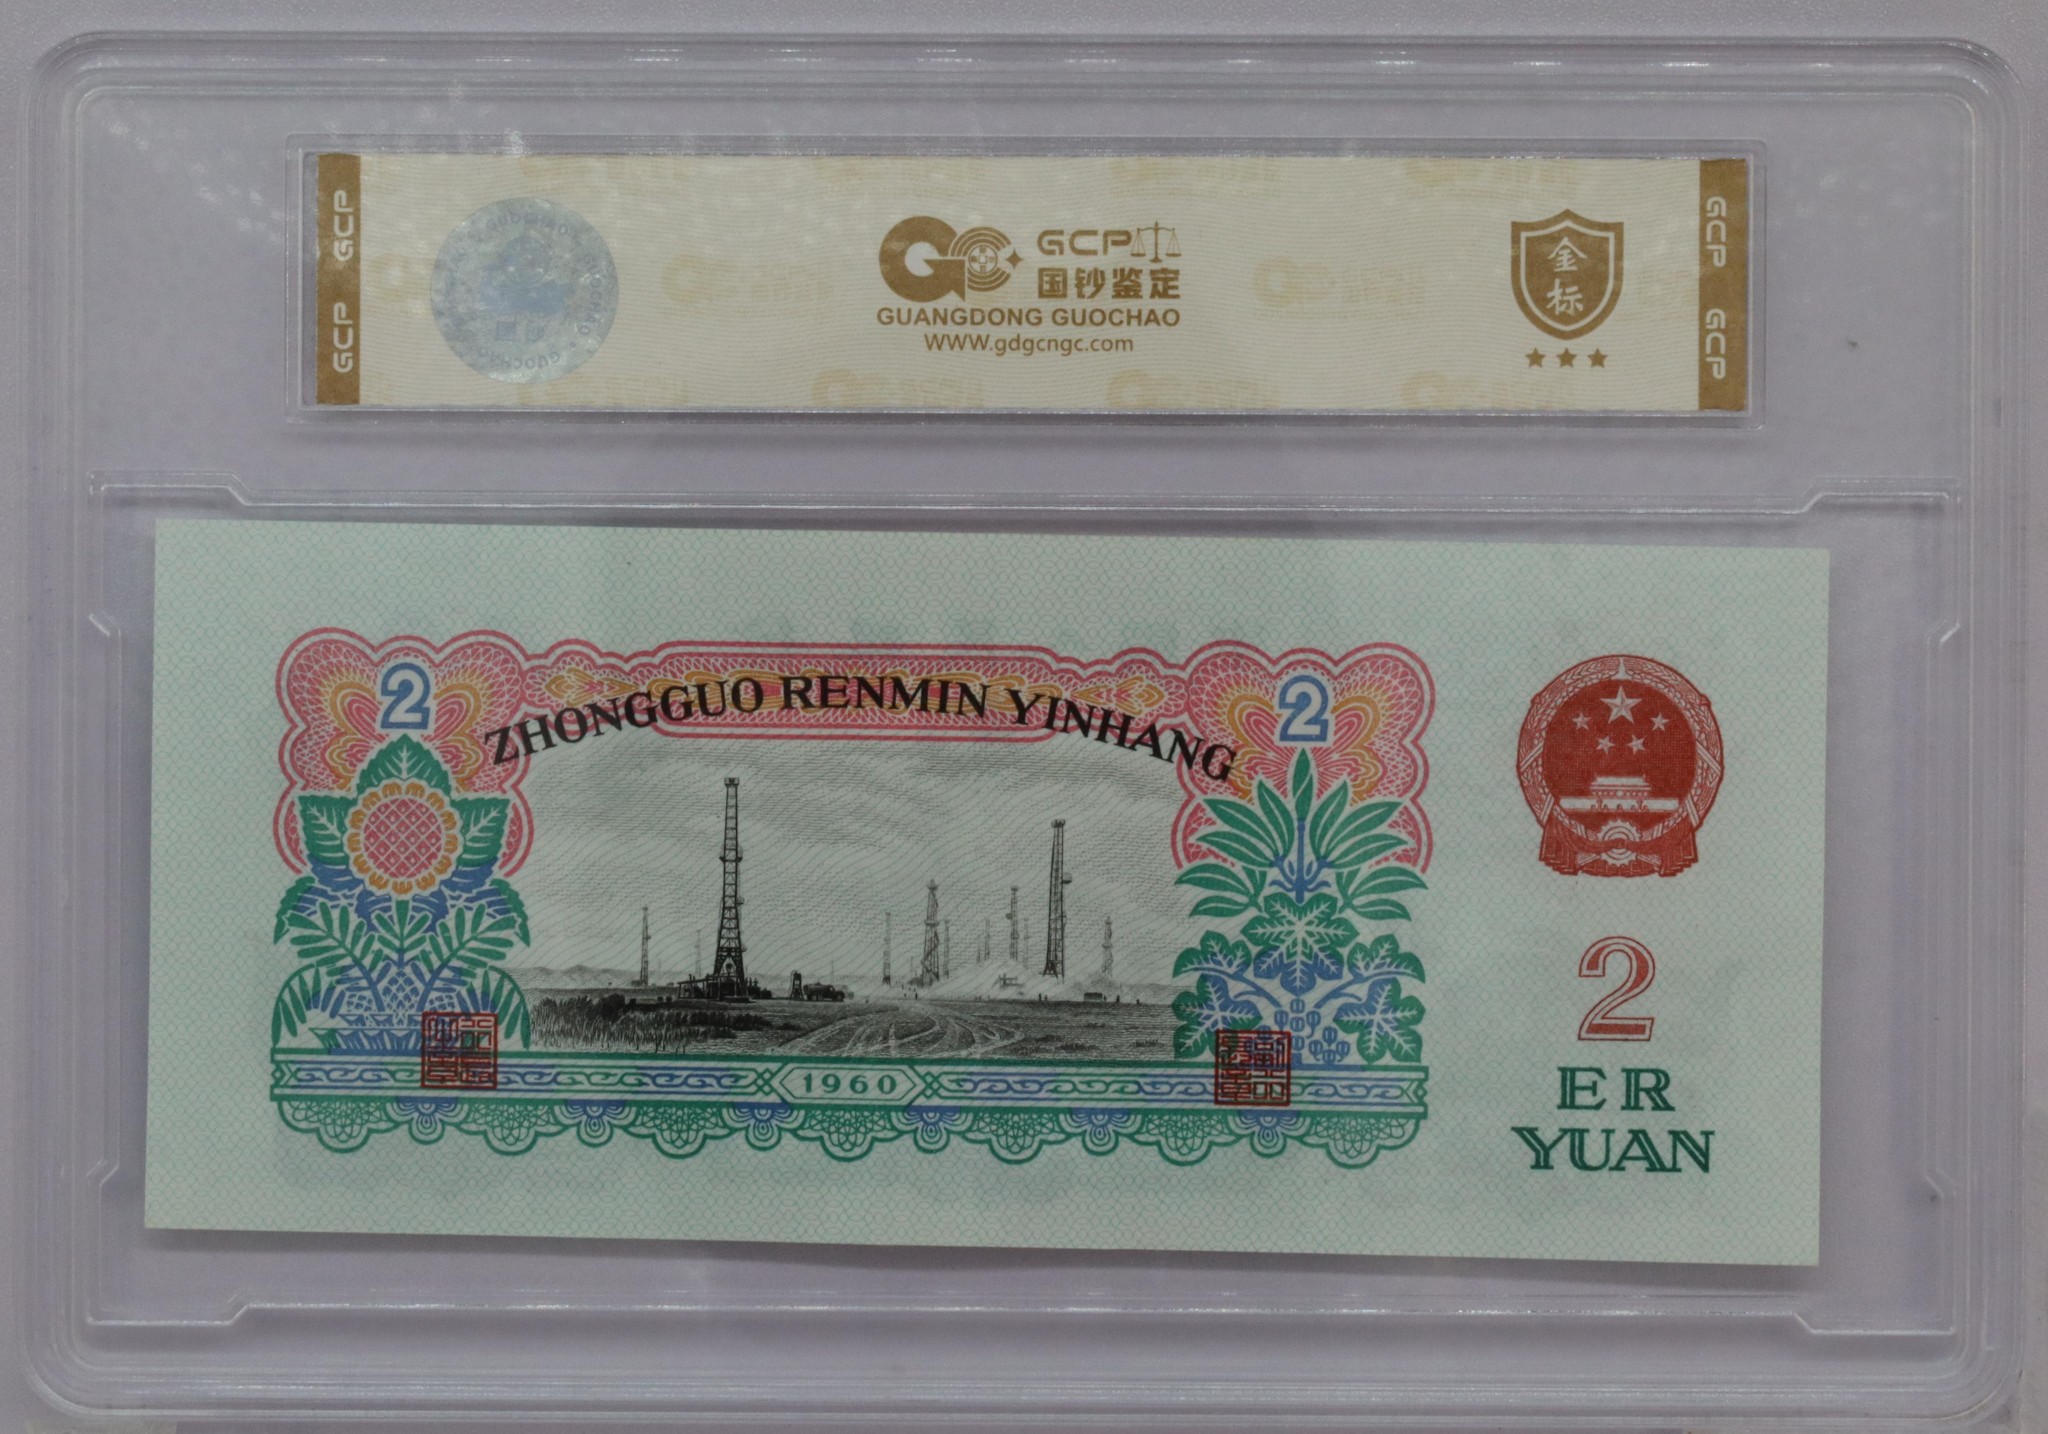 GCP GCP
GCP
国钞鉴定
GUANGDONG GUOCHAO
WWW.gdgcngc.com
金标
GCP GCP
2
2
ZHONGGUO RENMIN YINHANG
1960
2
ER
YUAN